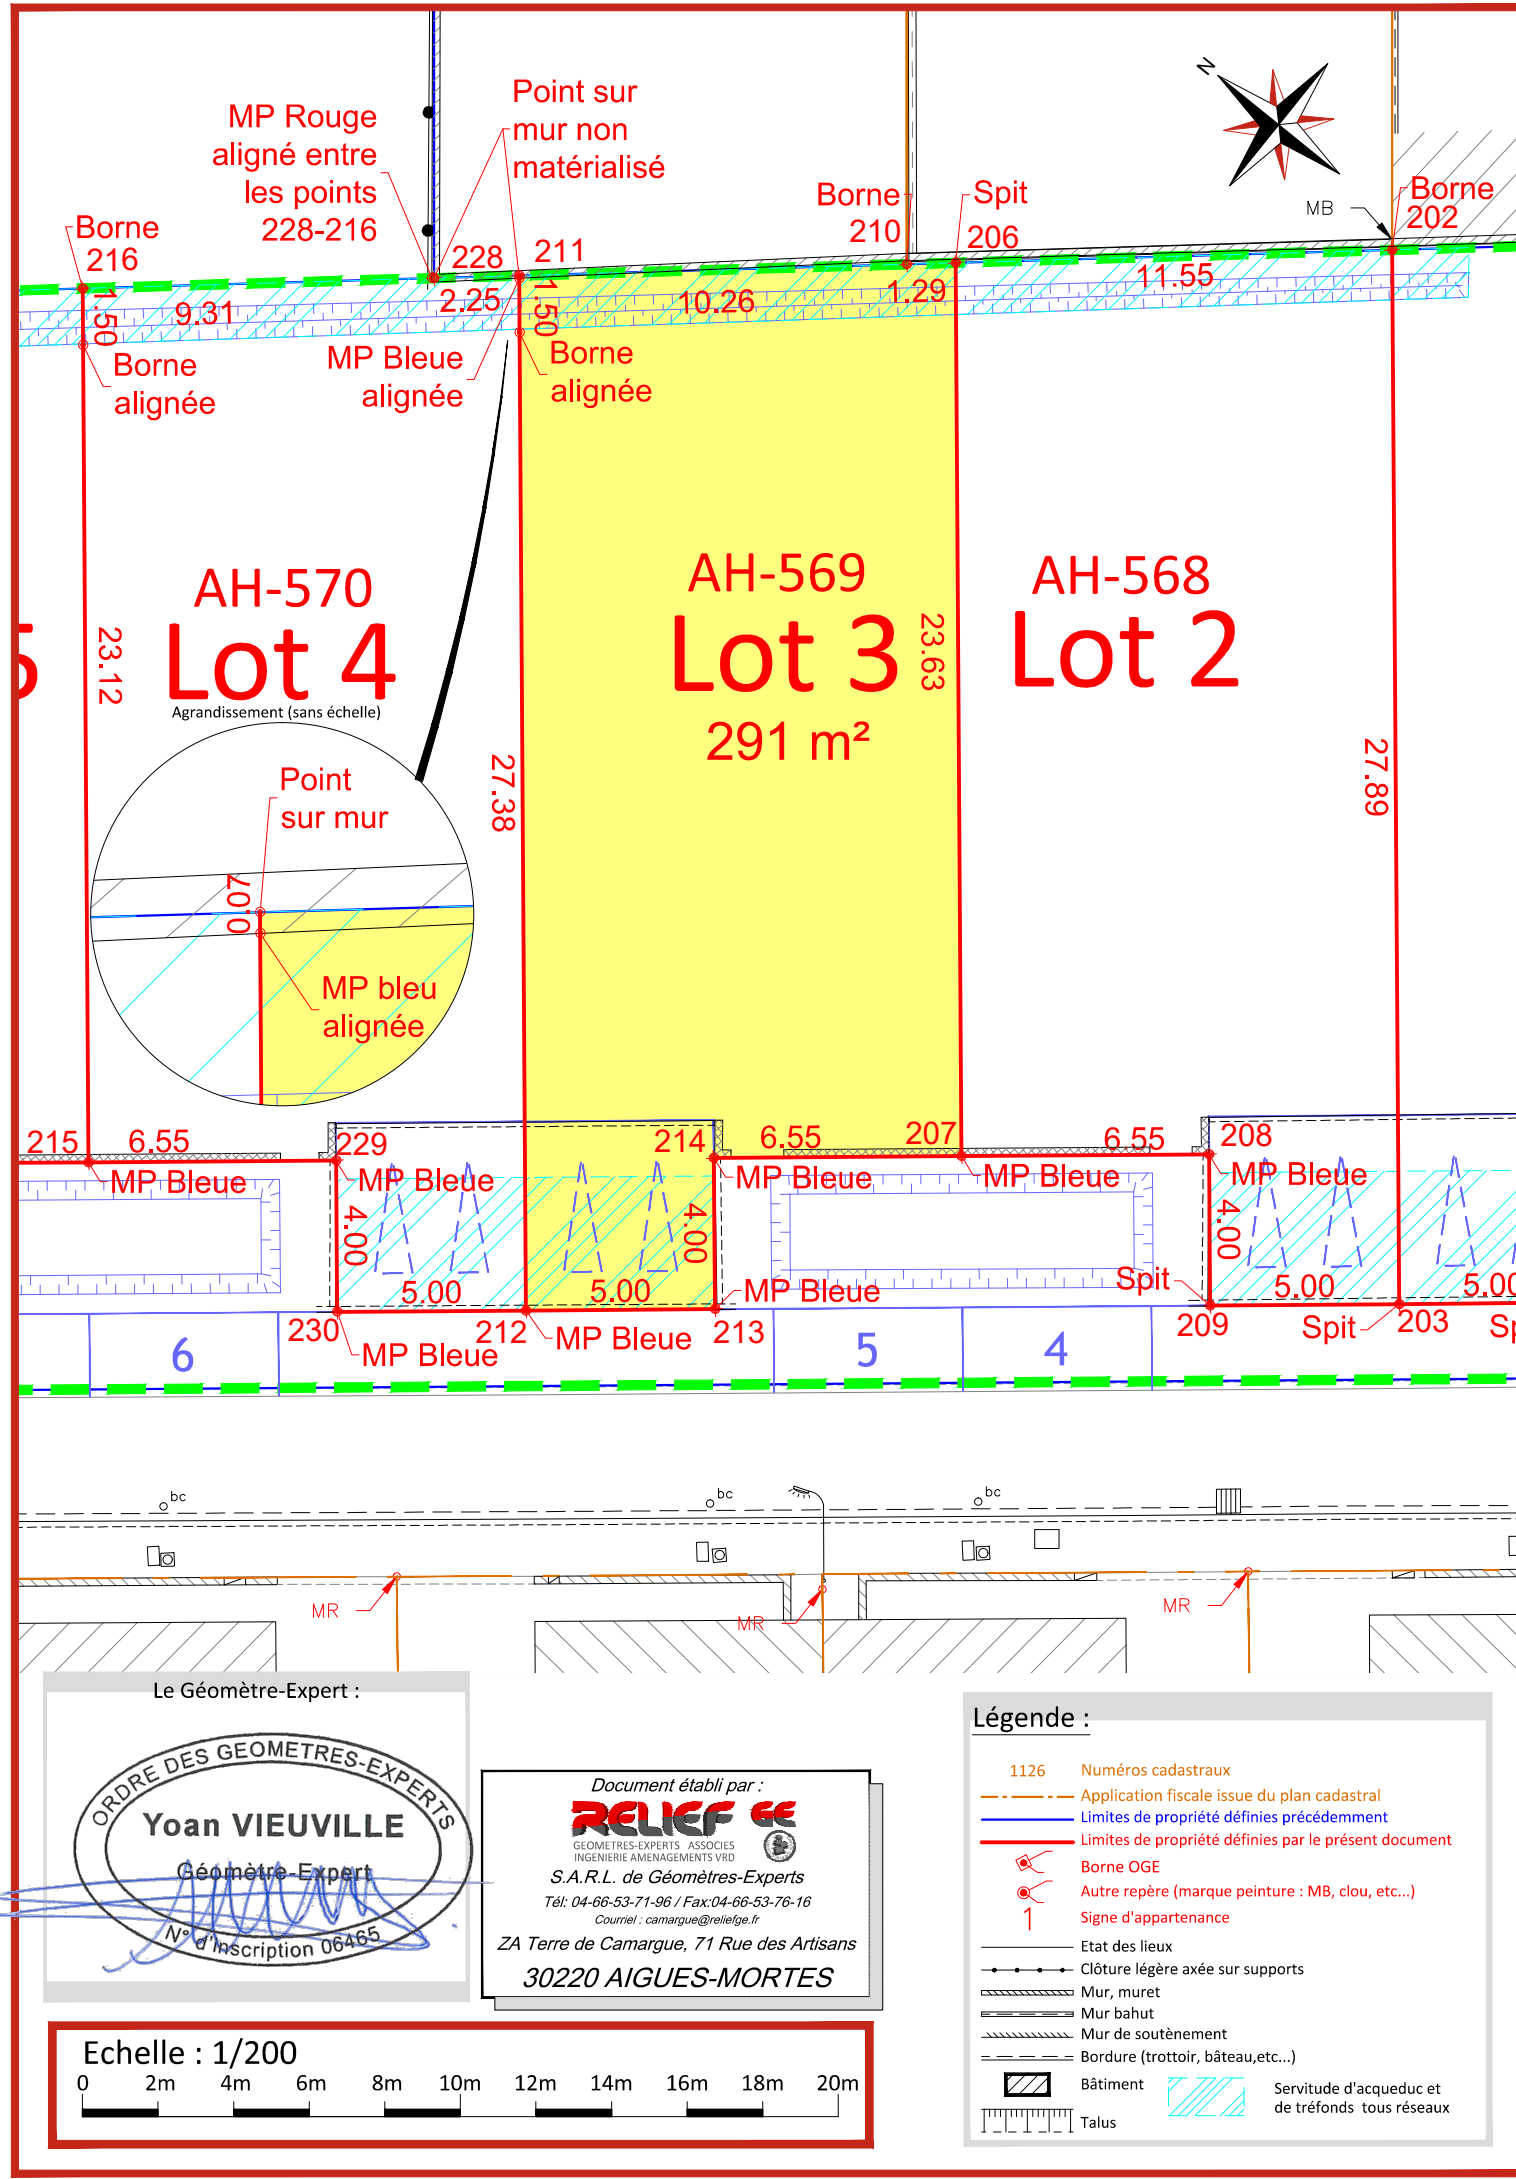 N
Point sur
mur non
matérialisé
MP Rouge
aligné entre
les points
228-216
Borne
216
228
211
Borne
210
Spit
206
MB
Borne
202
1.50
9.31
2.25
1.50
10.26
1.29
11.55
Borne
alignée
MP Bleue
alignée
Borne
alignée
AH-570
Lot 4
AH-569
Lot 3
291 m²
AH-568
Lot 2
5
23.12
27.38
23.63
27.89
Agrandissement (sans échelle)
Point
sur mur
0.07
MP bleu
alignée
215
6.55
229
214
6.55
207
6.55
208
MP Bleue
MP Bleue
MP Bleue
MP Bleue
MP Bleue
4.00
4.00
4.00
5.00
5.00
5.00
5.00
MP Bleue
Spit
230
MP Bleue
212
MP Bleue
213
209
Spit
203
Sp
6
5
4
bc
bc
bc
MR
MR
MR
Le Géomètre-Expert :
ORDRE DES GEOMETRES-EXPERTS
Yoan VIEUVILLE
Géomètre-Expert
N° d'inscription 06465
Document établi par :
RELIEF GE
GEOMETRES-EXPERTS ASSOCIES
INGENIERIE AMENAGEMENTS VRD
S.A.R.L. de Géomètres-Experts
Tél: 04-66-53-71-96 / Fax:04-66-53-76-16
Courriel : camargue@reliefge.fr
ZA Terre de Camargue, 71 Rue des Artisans
30220 AIGUES-MORTES
Echelle : 1/200
0 2m 4m 6m 8m 10m 12m 14m 16m 18m 20m
Légende :
1126 Numéros cadastraux
Application fiscale issue du plan cadastral
Limites de propriété définies précédemment
Limites de propriété définies par le présent document
Borne OGE
Autre repère (marque peinture : MB, clou, etc...)
Signe d'appartenance
Etat des lieux
Clôture légère axée sur supports
Mur, muret
Mur bahut
Mur de soutènement
Bordure (trottoir, bâteau,etc...)
Bâtiment
Servitude d'acqueduc et
de tréfonds tous réseaux
Talus